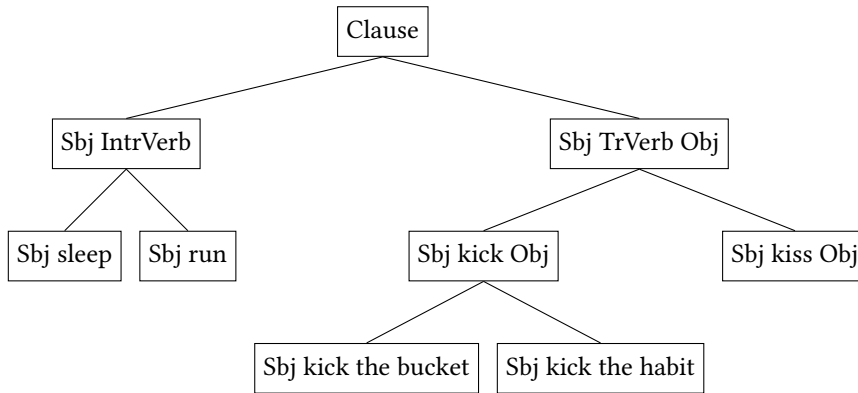 Clause
Sbj IntrVerb
Sbj TrVerb Obj
Sbj sleep
Sbj run
Sbj kick Obj
Sbj kiss Obj
Sbj kick the bucket
Sbj kick the habit